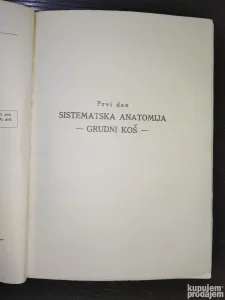 Prvi deo
SISTEMATSKA ANATOMIJA
— GRUDNI KOŠ —
kupujem
prodajem